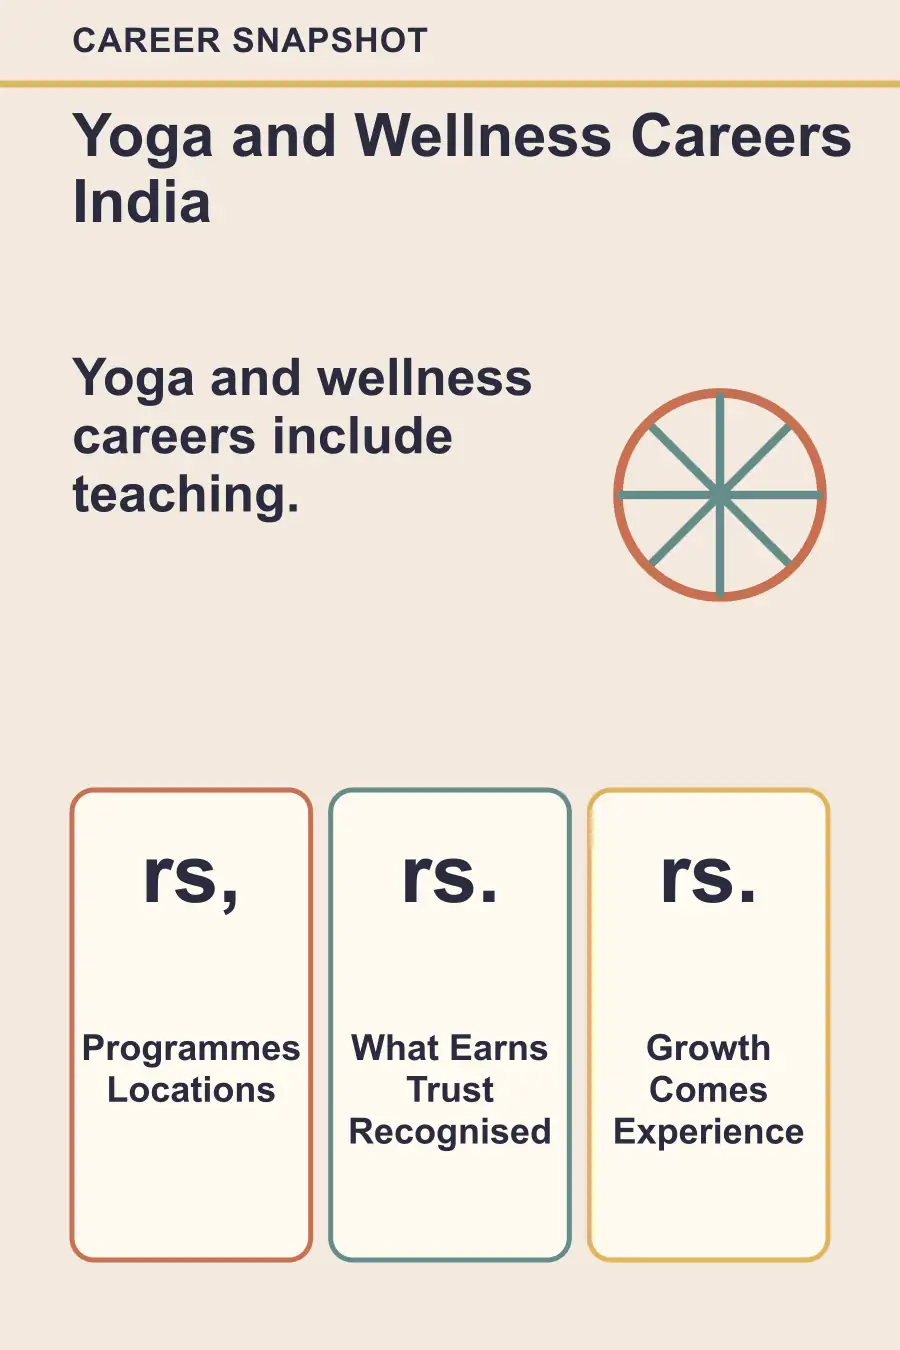 CAREER SNAPSHOT
Yoga and Wellness Careers
India
Yoga and wellness
careers include
teaching.
rs,
Programmes
Locations
rs.
What Earns
Trust
Recognised
rs.
Growth
Comes
Experience